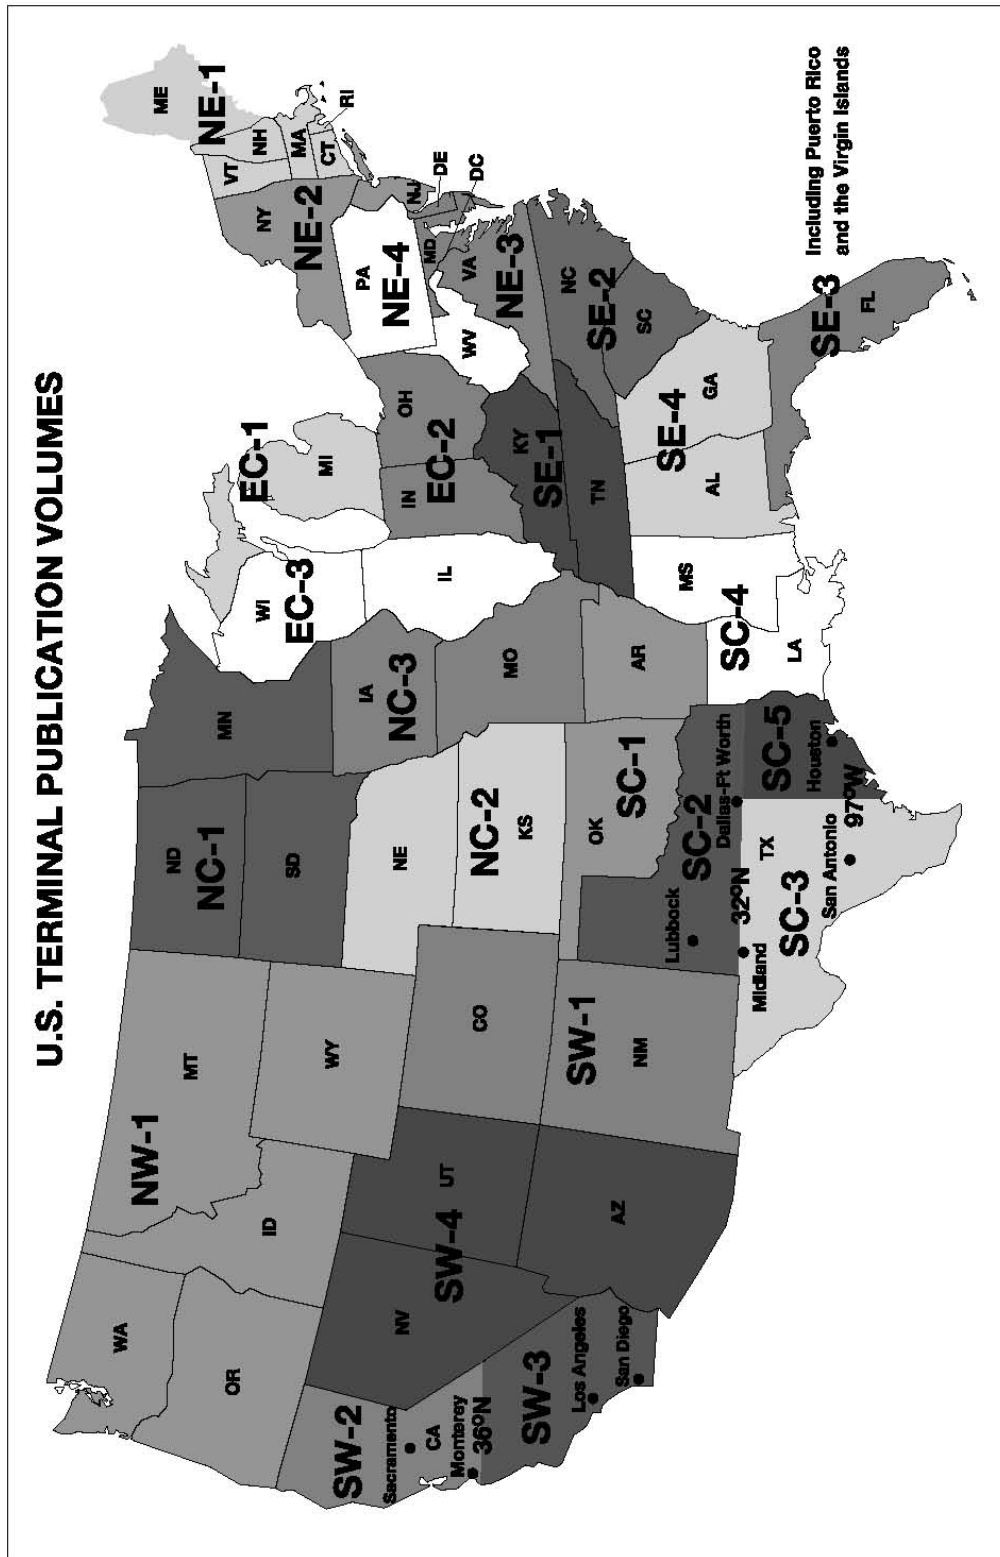 U.S. TERMINAL PUBLICATION VOLUMES
WA
OR
ID
MT
NW-1
WY
ND
NC-1
SD
MN
NE
NC-2
KS
IA
NC-3
MO
WI
EC-3
IL
EC-1
MI
IN
OH
EC-2
ME
NE-1
VT
NH
MA
RI
CT
NY
NE-2
PA
NE-4
NJ
DE
DC
MD
VA
NE-3
WV
KY
SE-1
TN
NC
SE-2
SC
SE-4
GA
AL
SE-3
FL
Including Puerto Rico
and the Virgin Islands
MS
SC-4
LA
AR
OK
SC-1
SC-2
Lubbock
Dallas-Ft Worth
32ºN
Midland
TX
SC-3
San Antonio
SC-5
Houston
97ºW
CO
SW-1
NM
UT
SW-4
NV
AZ
SW-2
Sacramento
CA
Monterey
36ºN
SW-3
Los Angeles
San Diego